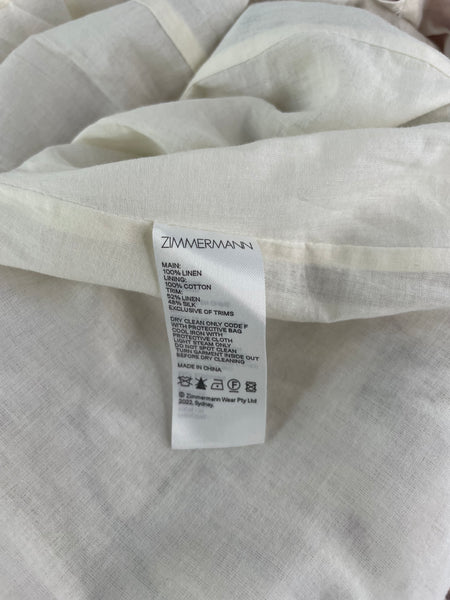 ZIMMERMANN
MAIN:
100% LINEN
LINING:
100% COTTON
TRIM:
52% LINEN
48% SILK
EXCLUSIVE OF TRIMS
DRY CLEAN ONLY CODE F
WITH PROTECTIVE BAG
COOL IRON WITH
PROTECTIVE CLOTH
LIGHT STEAM ONLY
DO NOT SPOT CLEAN
TURN GARMENT INSIDE OUT
BEFORE DRY CLEANING
MADE IN CHINA
F
© Zimmermann Wear Pty Ltd
2022, Sydney.